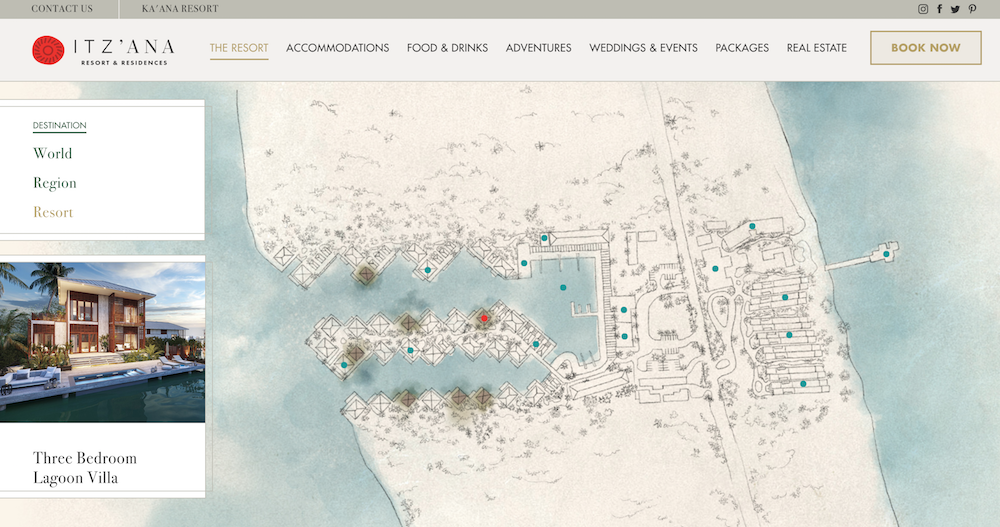 CONTACT US
KA'ANA RESORT
ITZ'ANA
RESORT & RESIDENCES
THE RESORT
ACCOMMODATIONS
FOOD & DRINKS
ADVENTURES
WEDDINGS & EVENTS
PACKAGES
REAL ESTATE
BOOK NOW
DESTINATION
World
Region
Resort
Three Bedroom
Lagoon Villa